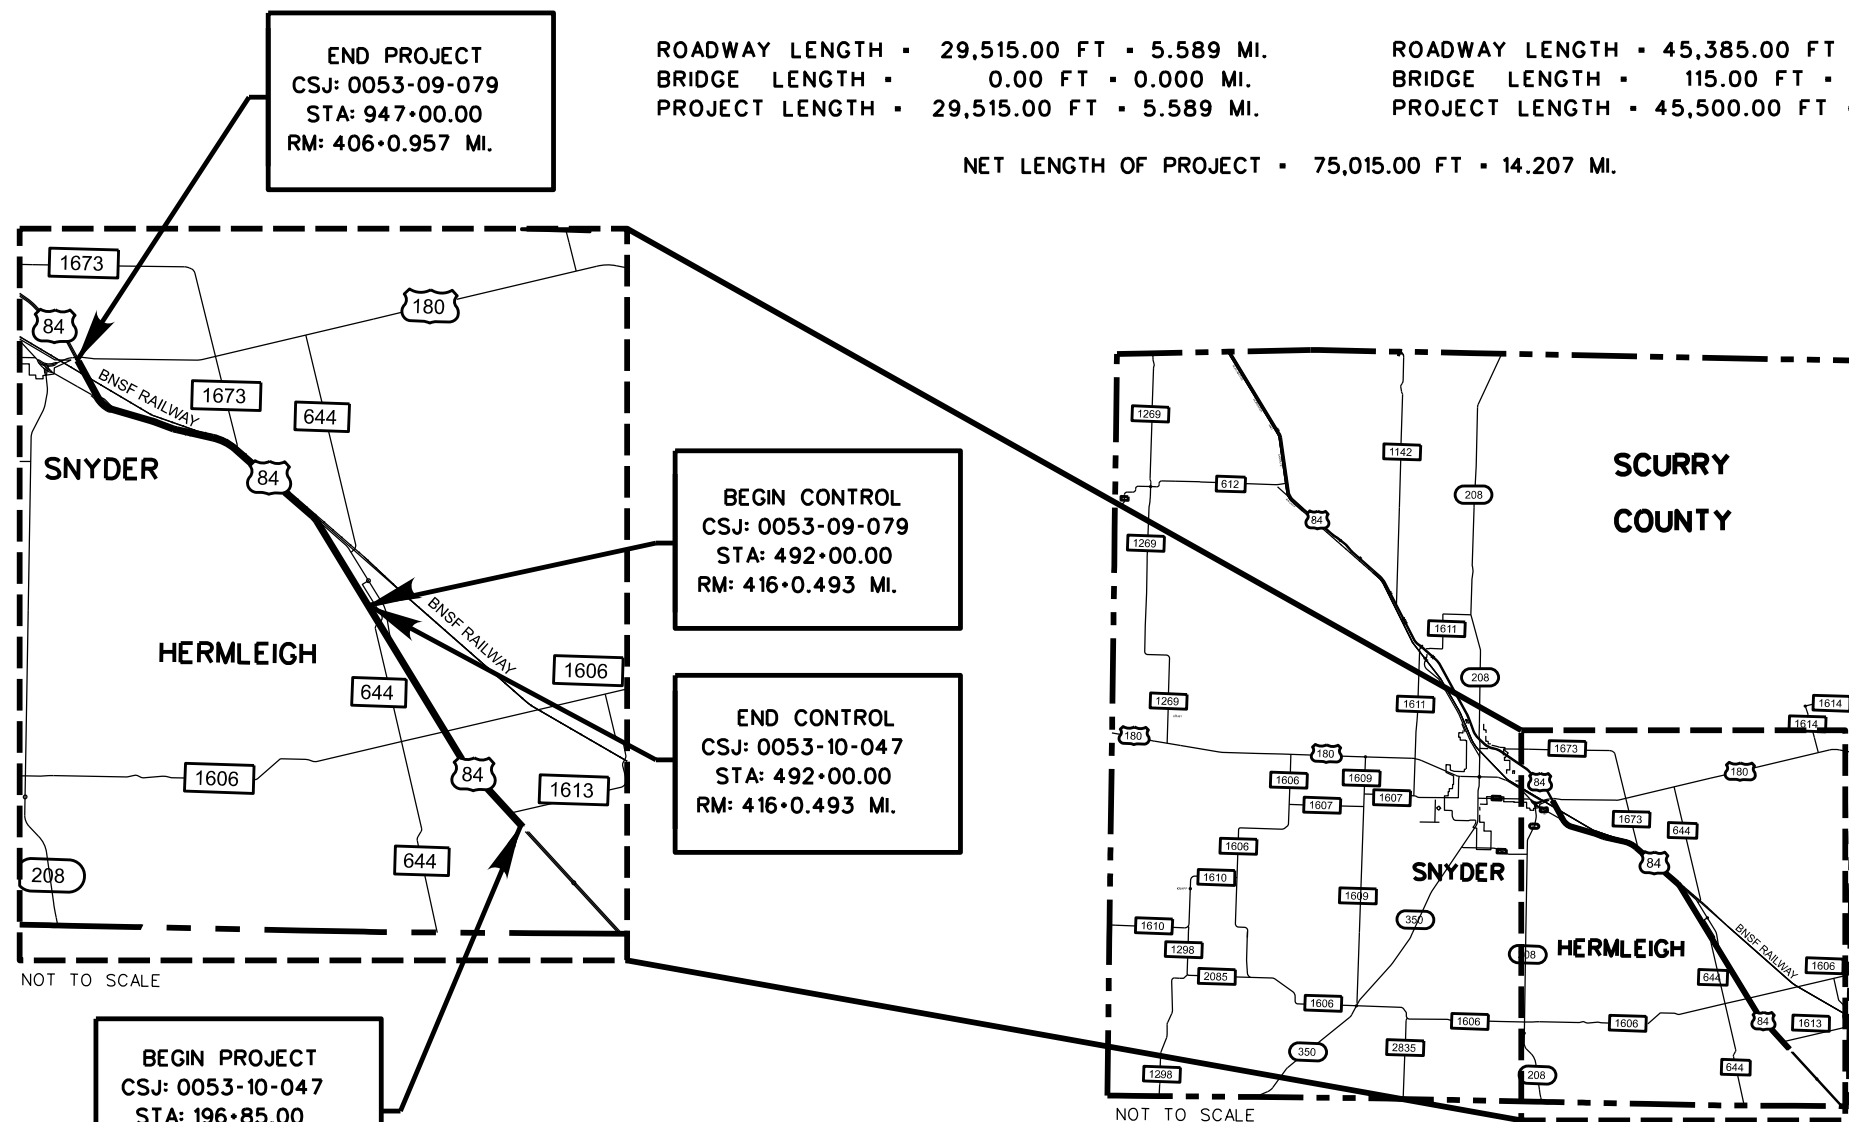 END PROJECT
CSJ: 0053-09-079
STA: 947+00.00
RM: 406+0.957 MI.
ROADWAY LENGTH = 29,515.00 FT = 5.589 MI.
BRIDGE LENGTH = 0.00 FT = 0.000 MI.
PROJECT LENGTH = 29,515.00 FT = 5.589 MI.
ROADWAY LENGTH = 45,385.00 FT
BRIDGE LENGTH = 115.00 FT =
PROJECT LENGTH = 45,500.00 FT
NET LENGTH OF PROJECT = 75,015.00 FT = 14.207 MI.
1673
180
84
BNSF RAILWAY
1673
644
SNYDER
84
HERMLEIGH
BNSF RAILWAY
1606
644
1606
84
1613
644
208
NOT TO SCALE
BEGIN CONTROL
CSJ: 0053-09-079
STA: 492+00.00
RM: 416+0.493 MI.
END CONTROL
CSJ: 0053-10-047
STA: 492+00.00
RM: 416+0.493 MI.
BEGIN PROJECT
CSJ: 0053-10-047
STA: 196+85.00
SCURRY
COUNTY
1269
1142
612
208
84
1269
1611
208
1269
1611
1614
1614
180
180
1673
1606
1609
1607
1607
84
180
1673
644
1606
SNYDER
84
1610
1609
350
1610
1298
2085
HERMLEIGH
08
BNSF RAILWAY
644
1606
1606
1606
1606
84
1613
350
2835
1298
208
644
NOT TO SCALE